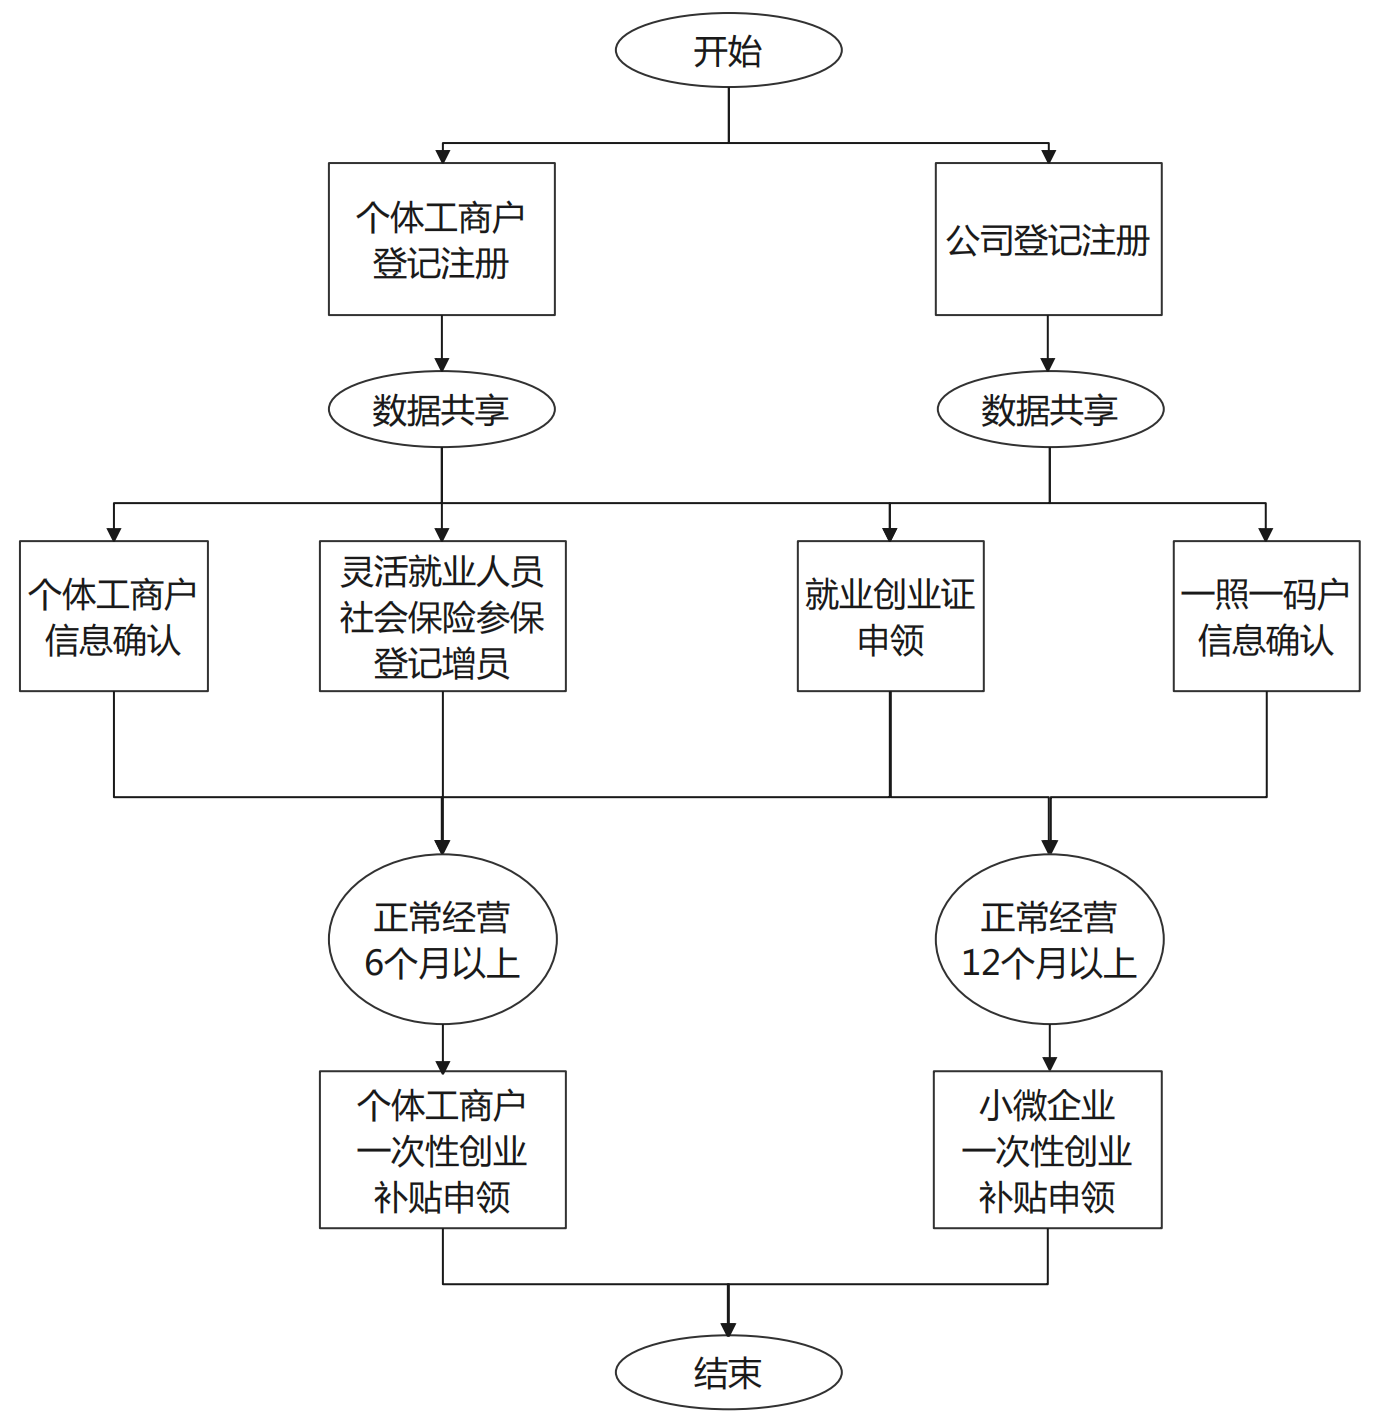 开始
个体工商户
登记注册
公司登记注册
数据共享
数据共享
个体工商户
信息确认
灵活就业人员
社会保险参保
登记增员
就业创业证
申领
一照一码户
信息确认
正常经营
6个月以上
正常经营
12个月以上
个体工商户
一次性创业
补贴申领
小微企业
一次性创业
补贴申领
结束